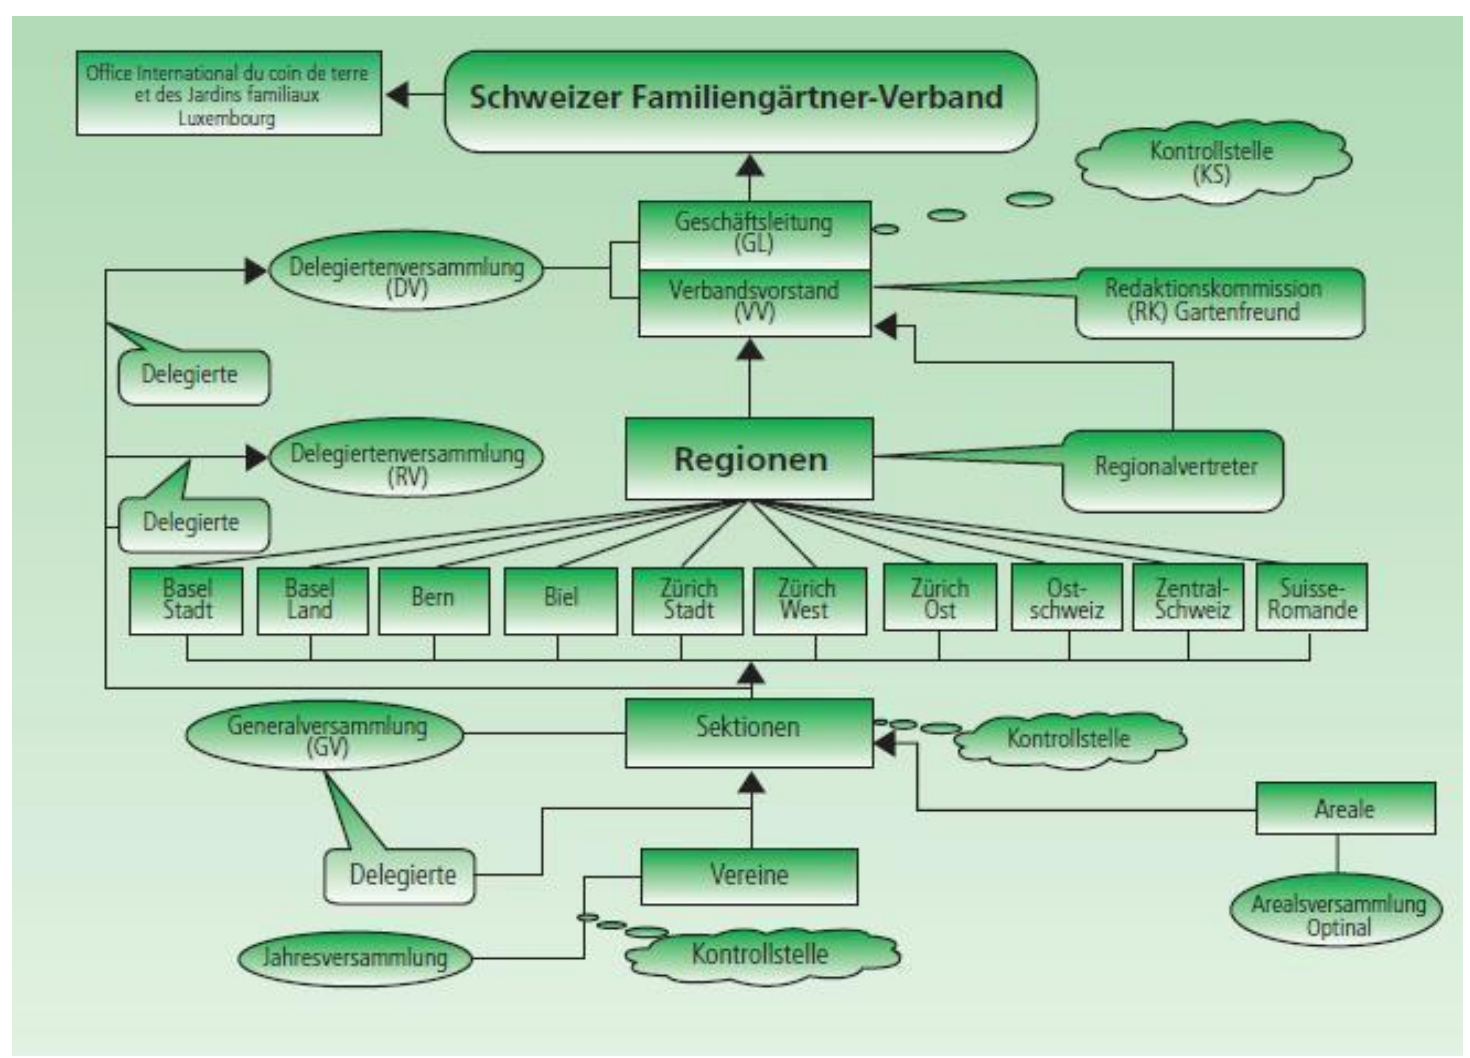 Office International du coin de terre
et des Jardins familiaux
Luxembourg
Schweizer Familiengärtner-Verband
Kontrollstelle
(KS)
Geschäftsleitung
(GL)
Delegiertenversammlung
(DV)
Verbandsvorstand
(VV)
Redaktionskommission
(RK) Gartenfreund
Delegierte
Delegiertenversammlung
(RV)
Regionen
Regionalvertreter
Delegierte
Basel
Stadt
Basel
Land
Bern
Biel
Zürich
Stadt
Zürich
West
Zürich
Ost
Ost-
schweiz
Zentral-
Schweiz
Suisse-
Romande
Generalversammlung
(GV)
Sektionen
Kontrollstelle
Areale
Delegierte
Vereine
Arealsversammlung
Optinal
Jahresversammlung
Kontrollstelle